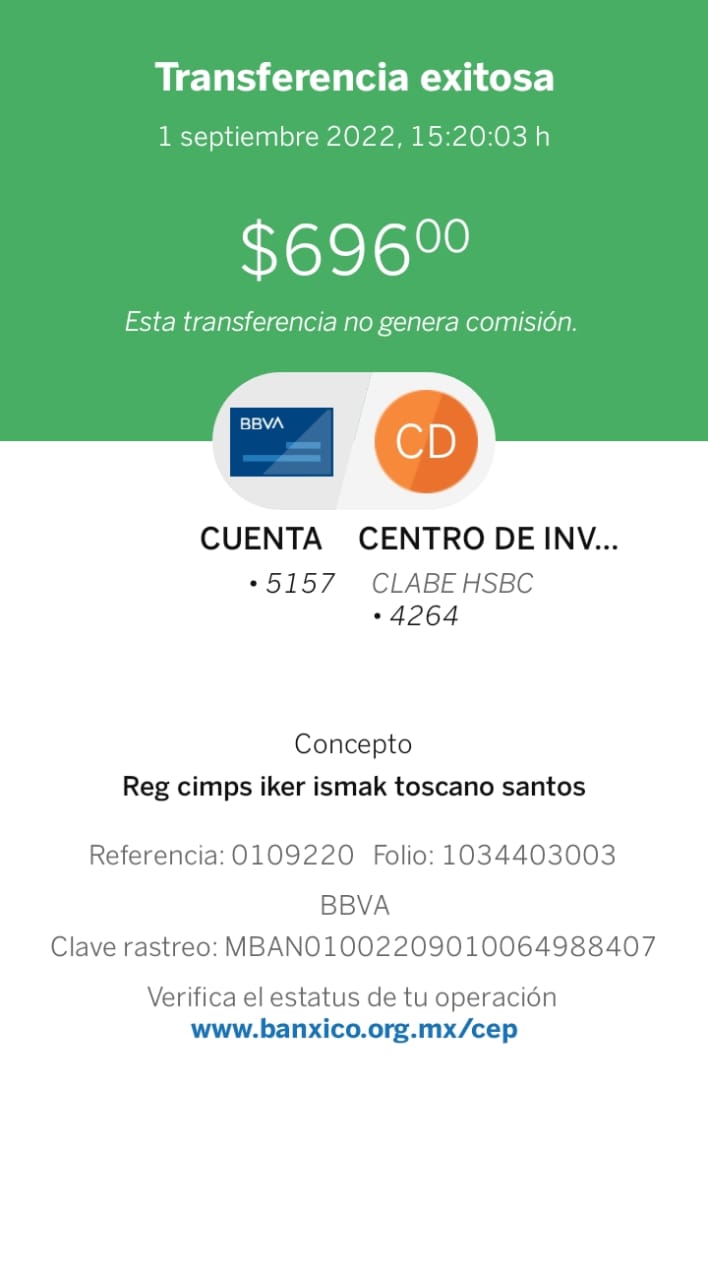 Transferencia exitosa
1 septiembre 2022, 15:20:03 h
$696.00
Esta transferencia no genera comisión.
BBVA
CD
CUENTA CENTRO DE INV...
• 5157 CLABE HSBC
• 4264
Concepto
Reg cimps iker ismak toscano santos
Referencia: 0109220 Folio: 1034403003
BBVA
Clave rastreo: MBAN01002209010064988407
Verifica el estatus de tu operación
www.banxico.org.mx/cep